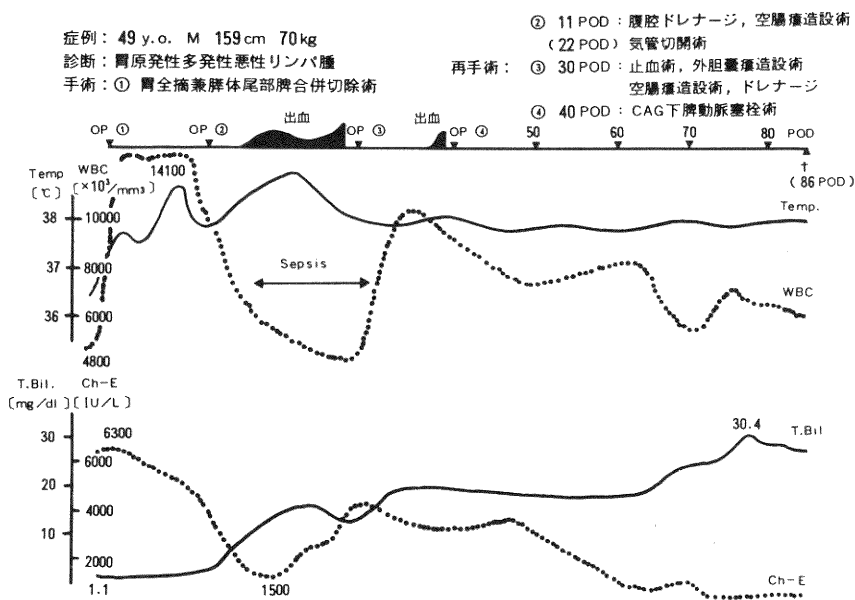 症例: 49 y.o. M 159cm 70kg
診断: 胃原発性多発性悪性リンパ腫
手術: ① 胃全摘兼膵体尾部脾合併切除術
② 11 POD : 腹腔ドレナージ, 空腸瘻造設術
(22 POD) 気管切開術
再手術: ③ 30 POD : 止血術, 外胆嚢瘻造設術
空腸瘻造設術, ドレナージ
④ 40 POD : CAG下脾動脈塞栓術
出血 出血
OP ① OP ② OP ③ OP ④ 50 60 70 80 POD
†
(86 POD)
Temp WBC
[℃] [×10³/mm³]
14100
Temp.
38 10000
37 8000
Sepsis
WBC
36 6000
4800
T.Bil. Ch-E
[mg/dl] [IU/L]
6300
30.4
T.Bil
30
6000
20
4000
10
2000
1.1 1500
Ch-E